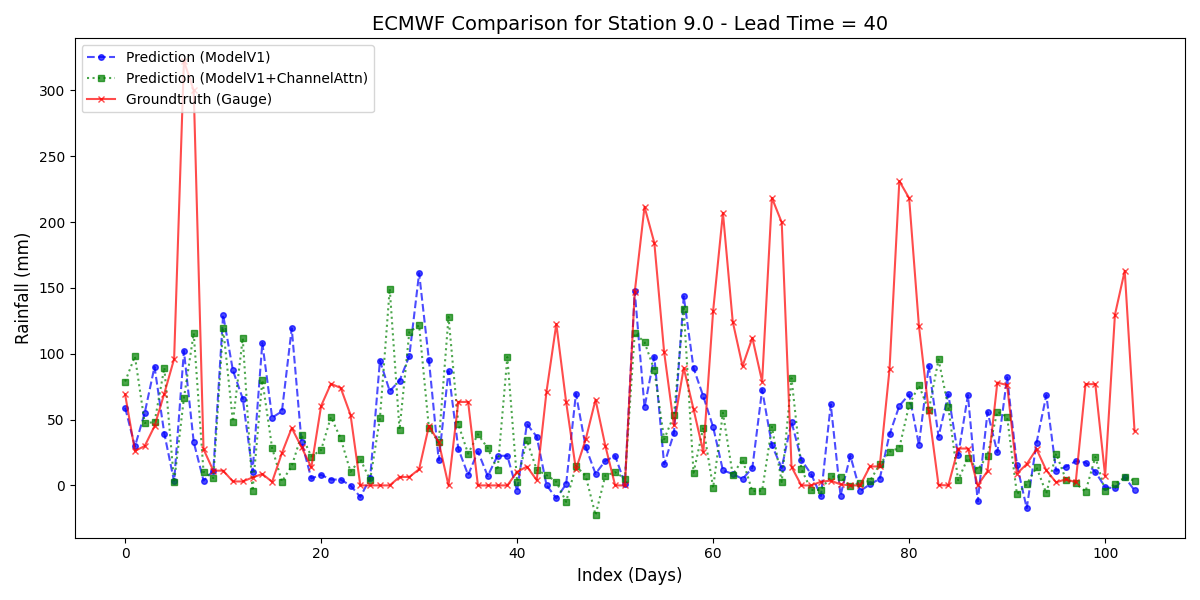 ECMWF Comparison for Station 9.0 - Lead Time = 40
Prediction (ModelV1)
Prediction (ModelV1+ChannelAttn)
Groundtruth (Gauge)
Rainfall (mm)
300
250
200
150
100
50
0
0 20 40 60 80 100
Index (Days)